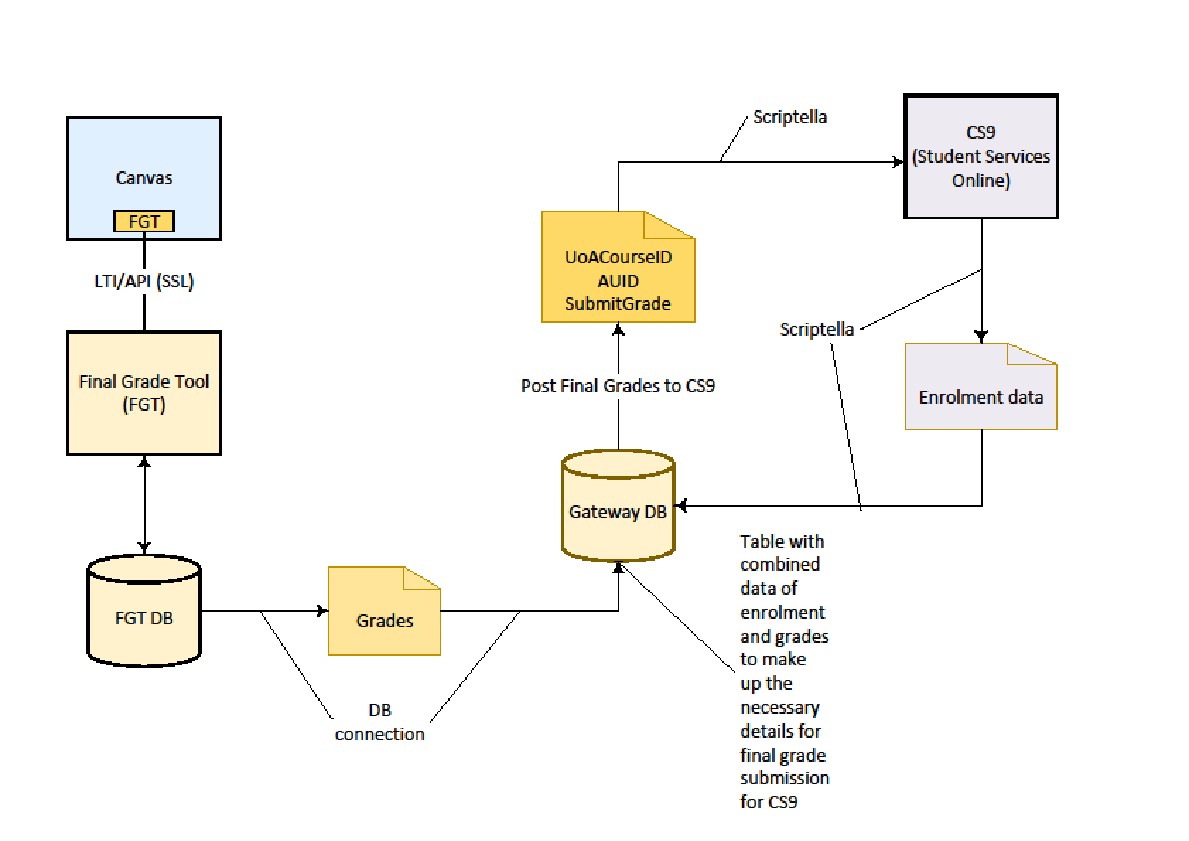 Scriptella
CS9
(Student Services
Online)
Canvas
FGT
UoACourseID
AUID
SubmitGrade
LTI/API (SSL)
Scriptella
Final Grade Tool
(FGT)
Post Final Grades to CS9
Enrolment data
Gateway DB
Table with
combined
data of
enrolment
and grades
to make
up the
necessary
details for
final grade
submission
for CS9
FGT DB
Grades
DB
connection